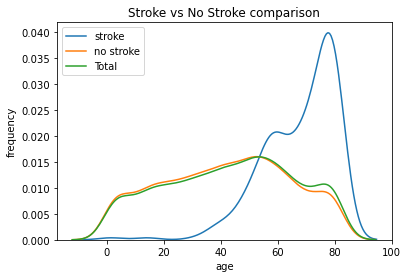 Stroke vs No Stroke comparison
stroke
no stroke
Total
frequency
0.040
0.035
0.030
0.025
0.020
0.015
0.010
0.005
0.000
0 20 40 60 80 100
age